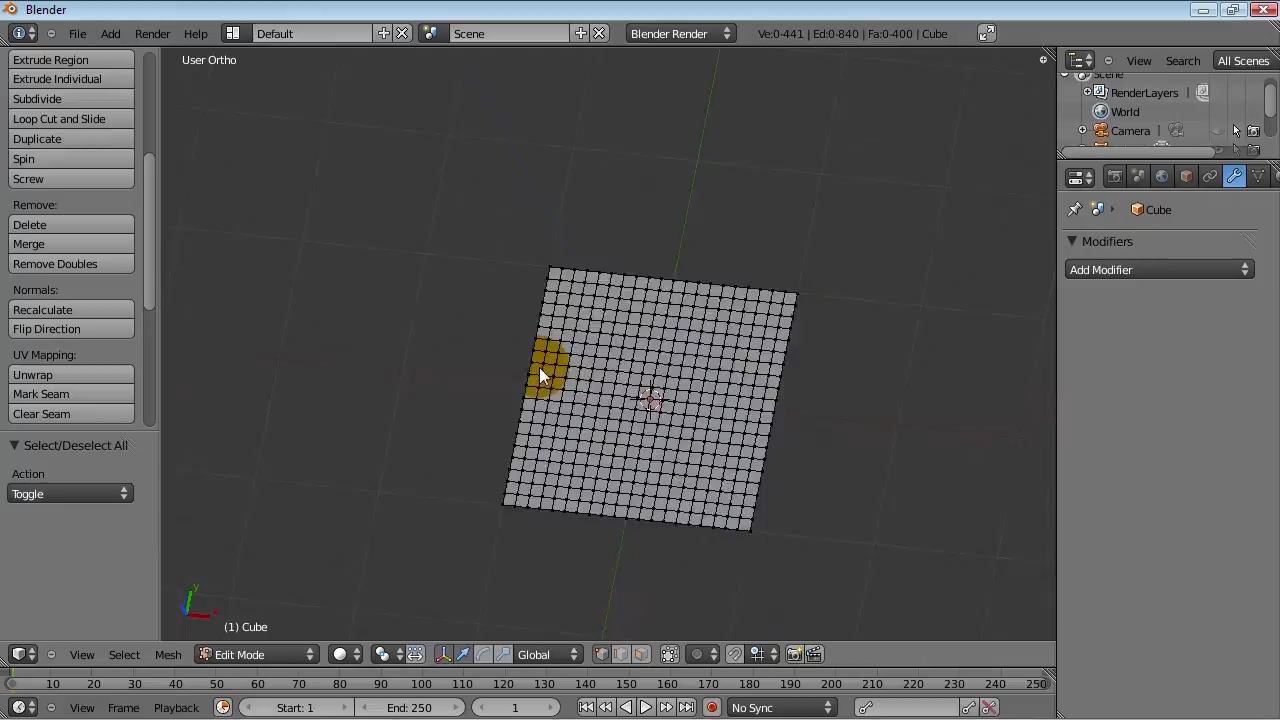 Blender
File Add Render Help Default Scene Blender Render Ve:0-441 | Ed:0-840 | Fa:0-400 | Cube
View Search All Scenes
Extrude Region
Extrude Individual
Subdivide
Loop Cut and Slide
Duplicate
Spin
Screw
Remove:
Delete
Merge
Remove Doubles
Normals:
Recalculate
Flip Direction
UV Mapping:
Unwrap
Mark Seam
Clear Seam
Select/Deselect All
Action
Toggle
User Ortho
y
x
(1) Cube
Scene
RenderLayers
World
Camera
Cube
Modifiers
Add Modifier
View Select Mesh Edit Mode Global
10 20 30 40 50 60 70 80 90 100 110 120 130 140 150 160 170 180 190 200 210 220 230 240 250
View Frame Playback Start: 1 End: 250 1 No Sync